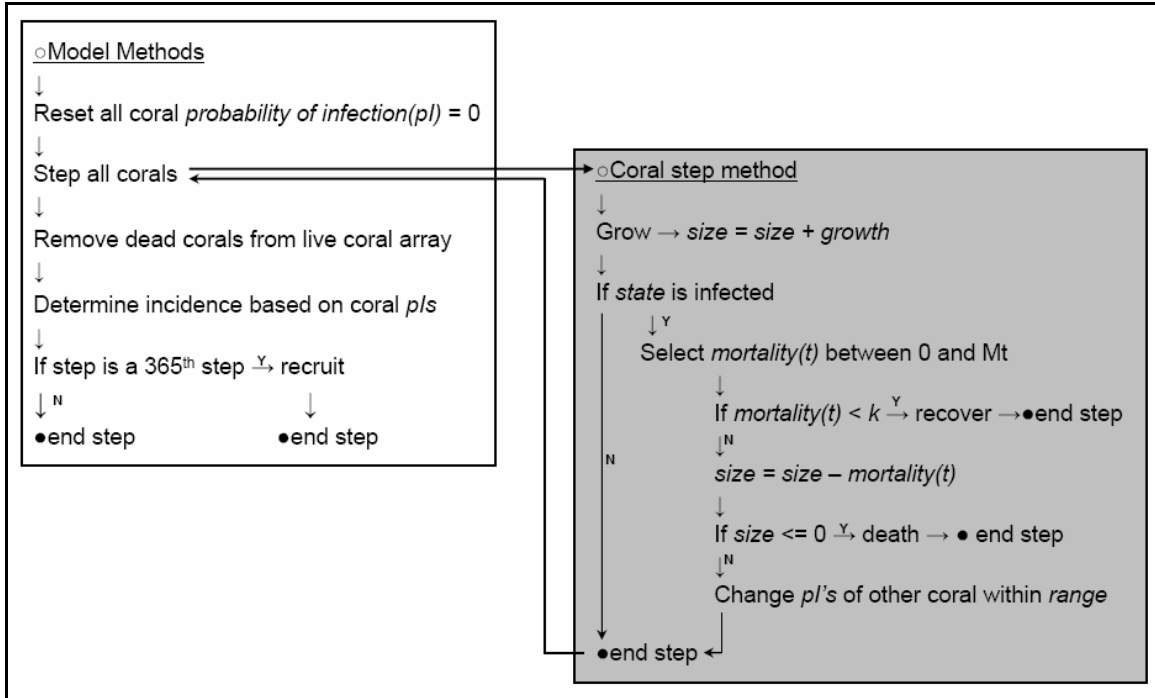 ○Model Methods
↓
Reset all coral probability of infection(pI) = 0
↓
Step all corals
↓
Remove dead corals from live coral array
↓
Determine incidence based on coral pIs
↓
If step is a 365th step Y→ recruit
↓ N ↓
●end step ●end step
○Coral step method
↓
Grow → size = size + growth
↓
If state is infected
↓ Y
Select mortality(t) between 0 and Mt
↓
If mortality(t) < k Y→ recover →●end step
↓N
size = size – mortality(t)
↓
If size <= 0 Y→ death → ● end step
↓N
Change pI's of other coral within range
N
●end step